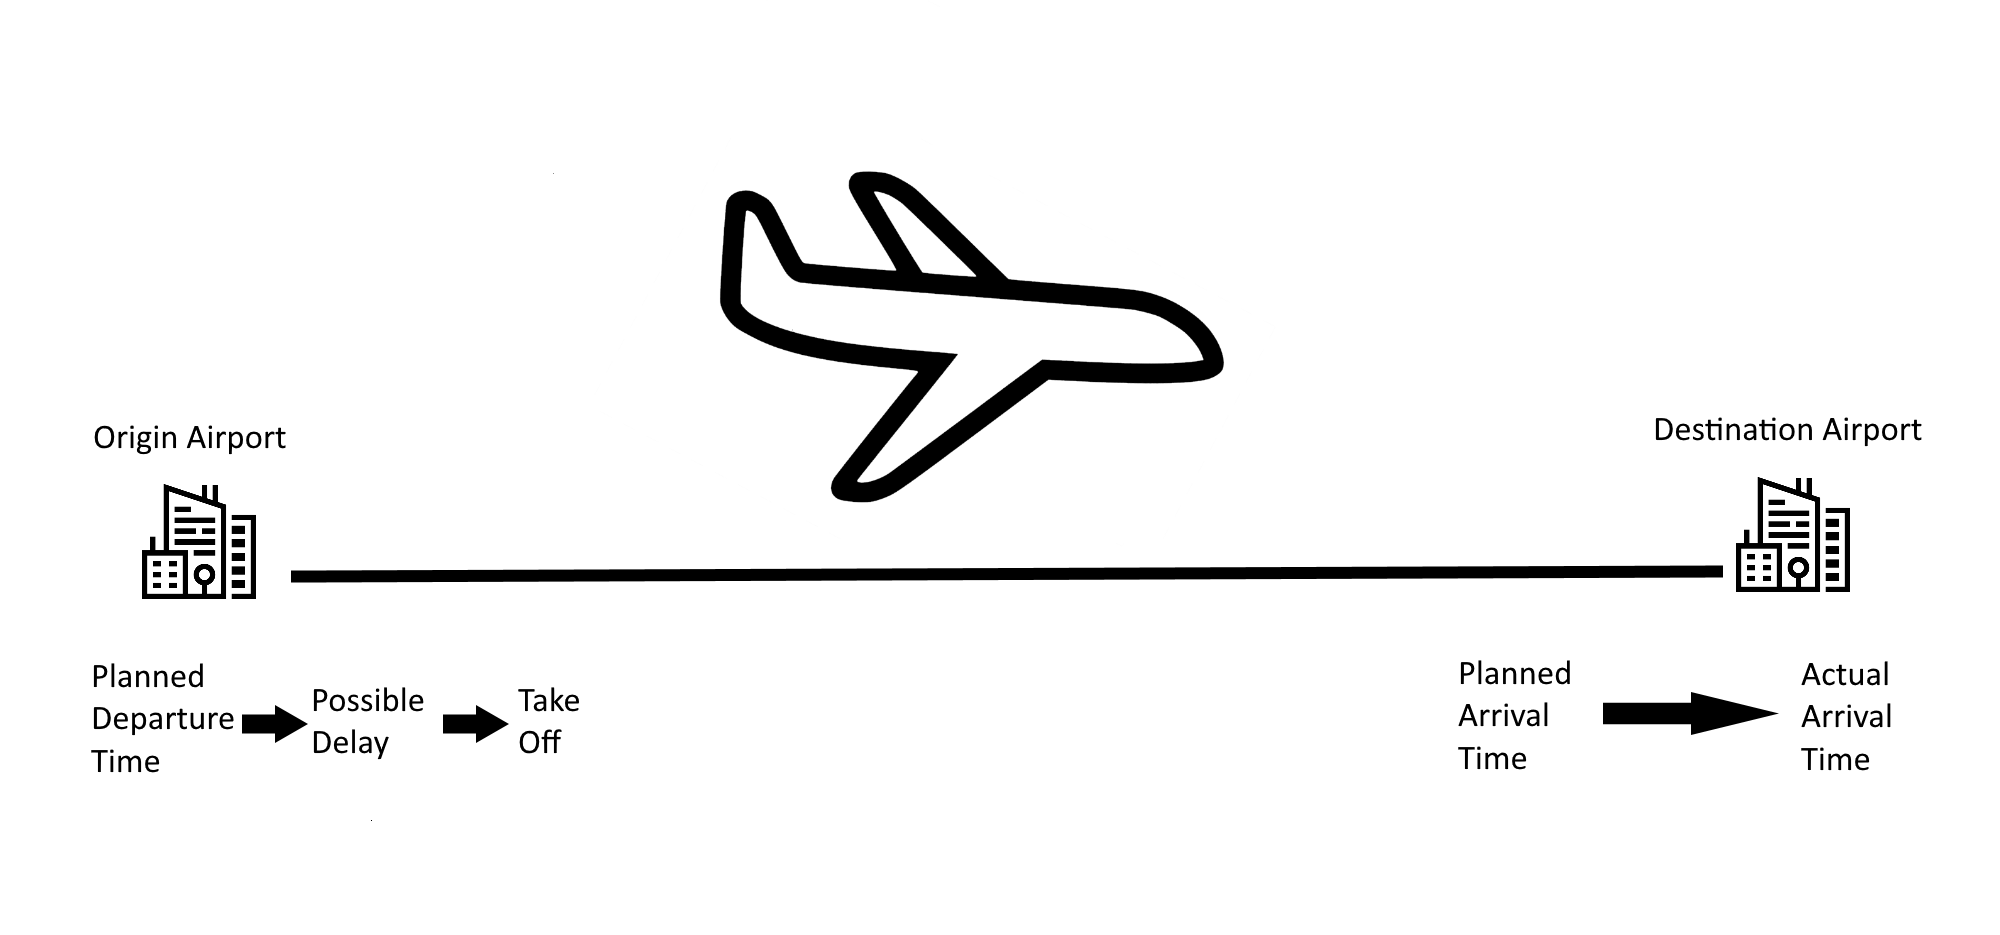 Origin Airport
Destination Airport
Planned
Departure
Time
Possible
Delay
Take
Off
Planned
Arrival
Time
Actual
Arrival
Time